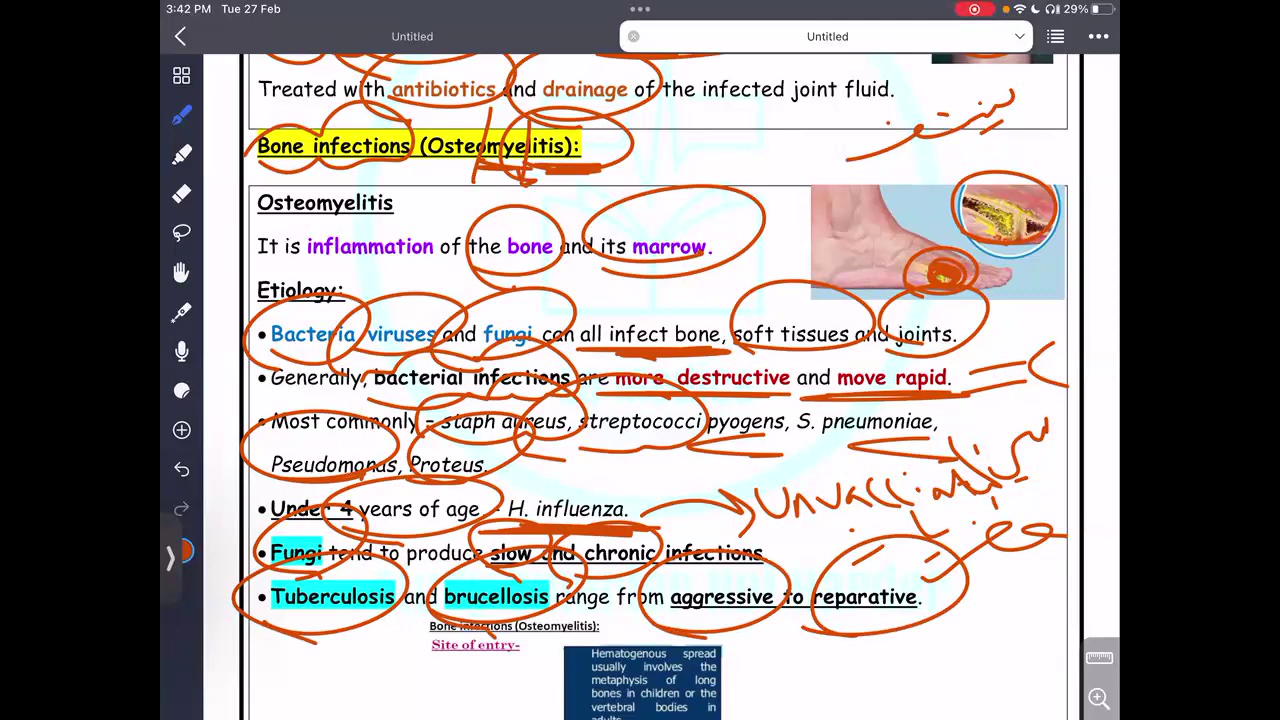 3:42 PM Tue 27 Feb
29%
Untitled
Untitled
Treated with antibiotics and drainage of the infected joint fluid.
Bone infections (Osteomyelitis):
Osteomyelitis
It is inflammation of the bone and its marrow.
Etiology:
• Bacteria viruses and fungi can all infect bone, soft tissues and joints.
• Generally, bacterial infections are more destructive and move rapid.
• Most commonly – staph aureus, streptococci pyogens, S. pneumoniae,
Pseudomonas, Proteus.
• Under 4 years of age - H. influenza.
• Fungi tend to produce slow and chronic infections
• Tuberculosis and brucellosis range from aggressive to reparative.
Bone infections (Osteomyelitis):
Site of entry-
Hematogenous spread
usually involves the
metaphysis of long
bones in children or the
vertebral bodies in
adults